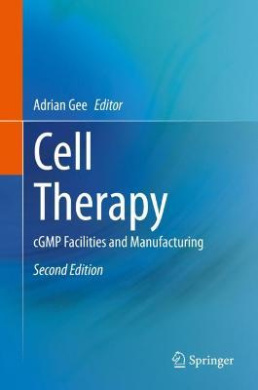 Adrian Gee Editor
Cell
Therapy
cGMP Facilities and Manufacturing
Second Edition
Springer